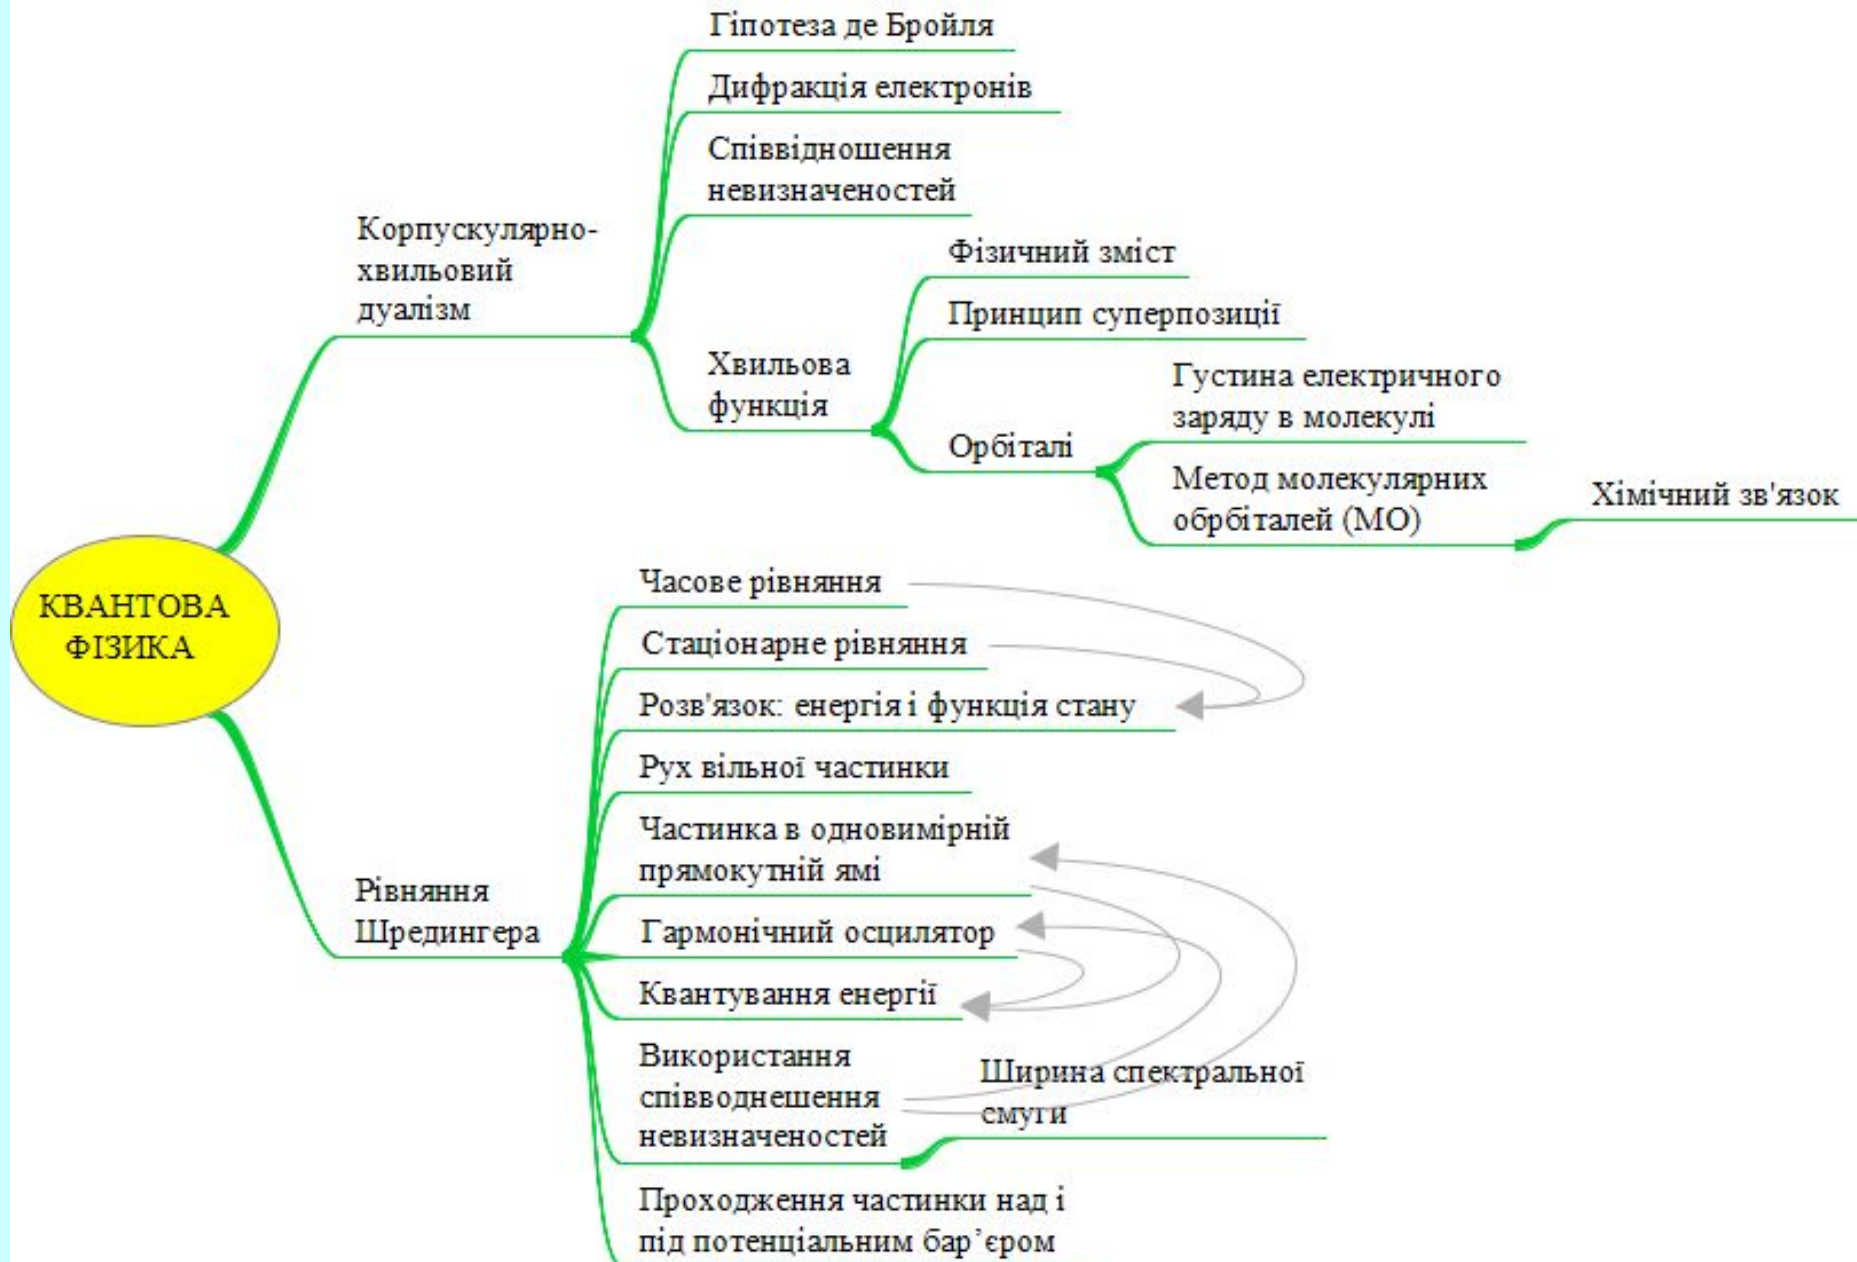 Гіпотеза де Бройля
Дифракція електронів
Співвідношення
невизначеностей
Корпускулярно-
хвильовий
дуалізм
Фізичний зміст
Принцип суперпозиції
Хвильова
функція
Густина електричного
заряду в молекулі
Орбіталі
Метод молекулярних
обрбіталей (МО)
Хімічний зв'язок
КВАНТОВА
ФІЗИКА
Часове рівняння
Стаціонарне рівняння
Розв'язок: енергія і функція стану
Рух вільної частинки
Частинка в одновимірній
прямокутній ямі
Рівняння
Шредингера
Гармонічний осцилятор
Квантування енергії
Використання
співводнешення
невизначеностей
Ширина спектральної
смуги
Проходження частинки над і
під потенціальним бар’єром